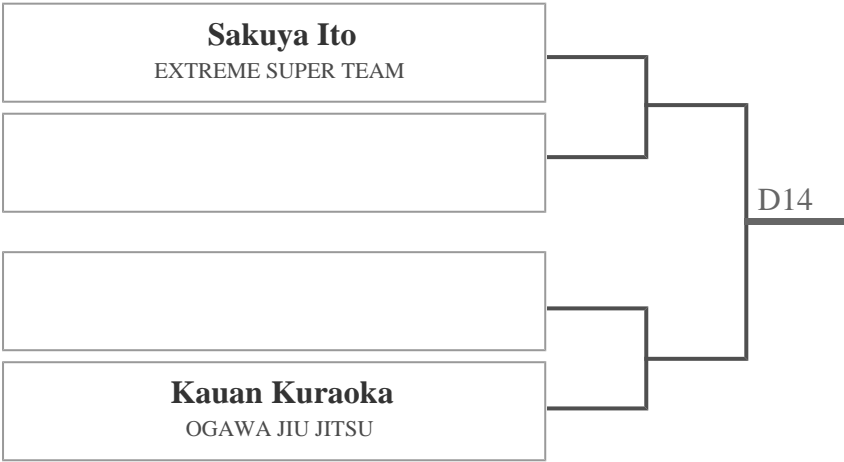 Sakuya Ito
EXTREME SUPER TEAM
D14
Kauan Kuraoka
OGAWA JIU JITSU